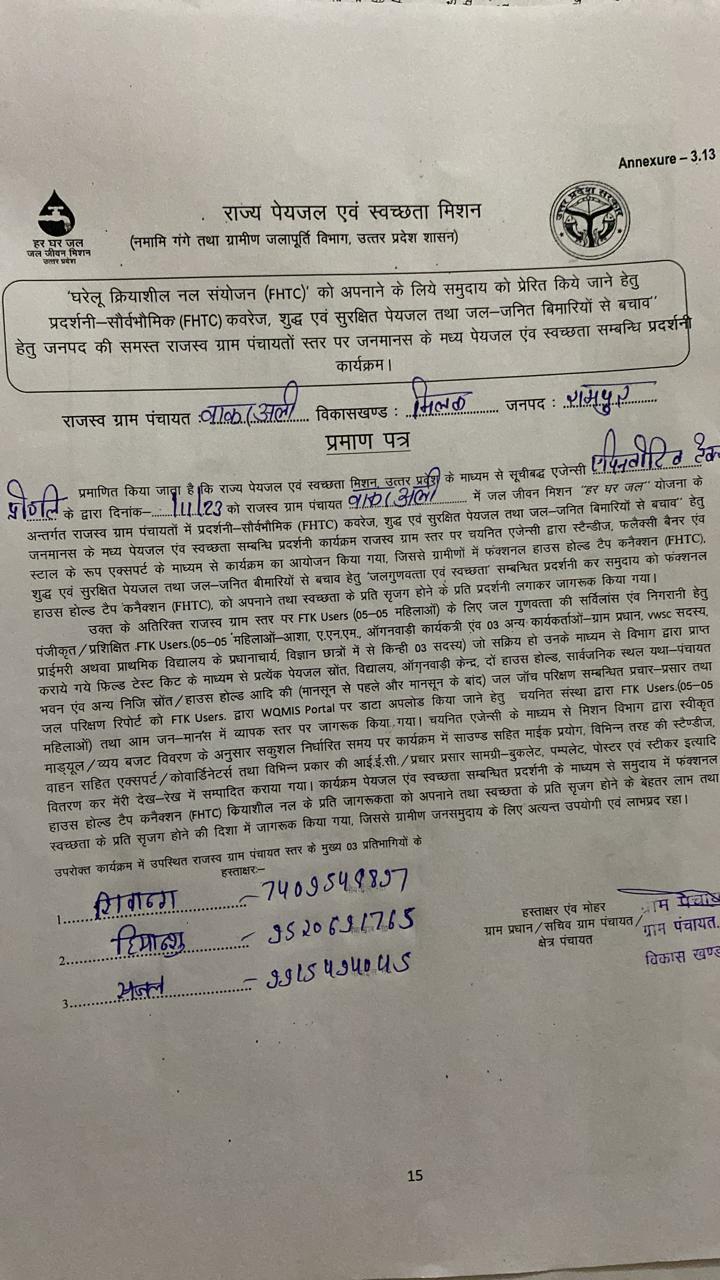 Annexure – 3.13
हर घर जल
जल जीवन मिशन
उत्तर प्रदेश
राज्य पेयजल एवं स्वच्छता मिशन
(नमामि गंगे तथा ग्रामीण जलापूर्ति विभाग, उत्तर प्रदेश शासन)
उत्तर प्रदेश सरकार
'घरेलू क्रियाशील नल संयोजन (FHTC)' को अपनाने के लिये समुदाय को प्रेरित किये जाने हेतु
प्रदर्शनी–सौर्वभौमिक (FHTC) कवरेज, शुद्ध एवं सुरक्षित पेयजल तथा जल–जनित बिमारियों से बचाव"
हेतु जनपद की समस्त राजस्व ग्राम पंचायतों स्तर पर जनमानस के मध्य पेयजल एंव स्वच्छता सम्बन्धि प्रदर्शनी
कार्यक्रम।
राजस्व ग्राम पंचायत : विकासखण्ड : मिलक जनपद : रामपुर
प्रमाण पत्र
प्रमाणित किया जाता है कि राज्य पेयजल एवं स्वच्छता मिशन, उत्तर प्रदेश के माध्यम से सूचीबद्ध एजेन्सी
के द्वारा दिनांक–1/11/23 को राजस्व ग्राम पंचायत में जल जीवन मिशन "हर घर जल" योजना के
अन्तर्गत राजस्व ग्राम पंचायतों में प्रदर्शनी–सौर्वभौमिक (FHTC) कवरेज, शुद्ध एवं सुरक्षित पेयजल तथा जल–जनित बिमारियों से बचाव" हेतु
जनमानस के मध्य पेयजल एंव स्वच्छता सम्बन्धि प्रदर्शनी कार्यक्रम राजस्व ग्राम स्तर पर चयनित एजेन्सी द्वारा स्टैन्डीज, फलैक्सी बैनर एंव
स्टाल के रूप एक्सपर्ट के माध्यम से कार्यक्रम का आयोजन किया गया, जिससे ग्रामीणों में फंक्शनल हाउस होल्ड टैप कनैक्शन (FHTC),
शुद्ध एवं सुरक्षित पेयजल तथा जल–जनित बीमारियों से बचाव हेतु 'जलगुणवत्ता एंव स्वच्छता' सम्बन्धित प्रदर्शनी कर समुदाय को फंक्शनल
हाउस होल्ड टैप कनैक्शन (FHTC), को अपनाने तथा स्वच्छता के प्रति सृजग होने के प्रति प्रदर्शनी लगाकर जागरूक किया गया।
उक्त के अतिरिक्त राजस्व ग्राम स्तर पर FTK Users (05–05 महिलाओं) के लिए जल गुणवत्ता की सर्विलांस एंव निगरानी हेतु
पंजीकृत/प्रशिक्षित FTK Users.(05–05 'महिलाओं–आशा, ए.एन.एम., ऑगनवाड़ी कार्यकत्री एंव 03 अन्य कार्यकर्ताओं–ग्राम प्रधान, vwsc सदस्य,
प्राईमरी अथवा प्राथमिक विद्यालय के प्रधानाचार्य, विज्ञान छात्रों में से किन्ही 03 सदस्य) जो सक्रिय हो उनके माध्यम से विभाग द्वारा प्राप्त
कराये गये फिल्ड टेस्ट किट के माध्यम से प्रत्येक पेयजल स्रोंत, विद्यालय, ऑगनवाड़ी केन्द्र, दों हाउस होल्ड, सार्वजनिक स्थल यथा–पंचायत
भवन एंव अन्य निजि स्रोंत/हाउस होल्ड आदि की (मानसून से पहले और मानसून के बांद) जल जाँच परिक्षण सम्बन्धित प्रचार–प्रसार तथा
जल परिक्षण रिपोर्ट को FTK Users. द्वारा WQMIS Portal पर डाटा अपलोड किया जाने हेतु चयनित संस्था द्वारा FTK Users.(05–05
महिलाओं) तथा आम जन–मानंस में व्यापक स्तर पर जागरूक किया गया। चयनित एजेन्सी के माध्यम से मिशन विभाग द्वारा स्वीकृत
माड्यूल/व्यय बजट विवरण के अनुसार सकुशल निर्धारित समय पर कार्यक्रम में साउण्ड सहित माईक प्रयोग, विभिन्न तरह की स्टैण्डीज,
वाहन सहित एक्सपर्ट/कोवार्डिनेटर्स तथा विभिन्न प्रकार की आई.ई.सी./प्रचार प्रसार सामग्री–बुकलेट, पम्पलेट, पोस्टर एवं स्टीकर इत्यादि
वितरण कर मेरी देख–रेख में सम्पादित कराया गया। कार्यक्रम पेयजल एंव स्वच्छता सम्बन्धित प्रदर्शनी के माध्यम से समुदाय में फंक्शनल
हाउस होल्ड टैप कनैक्शन (FHTC) कियाशील नल के प्रति जागरूकता को अपनाने तथा स्वच्छता के प्रति सृजग होने के बेहतर लाभ तथा
स्वच्छता के प्रति सृजग होने की दिशा में जागरूक किया गया, जिससे ग्रामीण जनसमुदाय के लिए अत्यन्त उपयोगी एवं लाभप्रद रहा।
उपरोक्त कार्यक्रम में उपस्थित राजस्व ग्राम पंचायत स्तर के मुख्य 03 प्रतिभागियों के
हस्ताक्षरः–
1. शिवान्ग – 7409549897
2. हिमान्शु – 9520691765
3. – 9915494045
हस्ताक्षर एंव मोहर
ग्राम प्रधान/सचिव ग्राम पंचायत/
क्षेत्र पंचायत
ग्राम पंचायत
विकास खण्ड
15